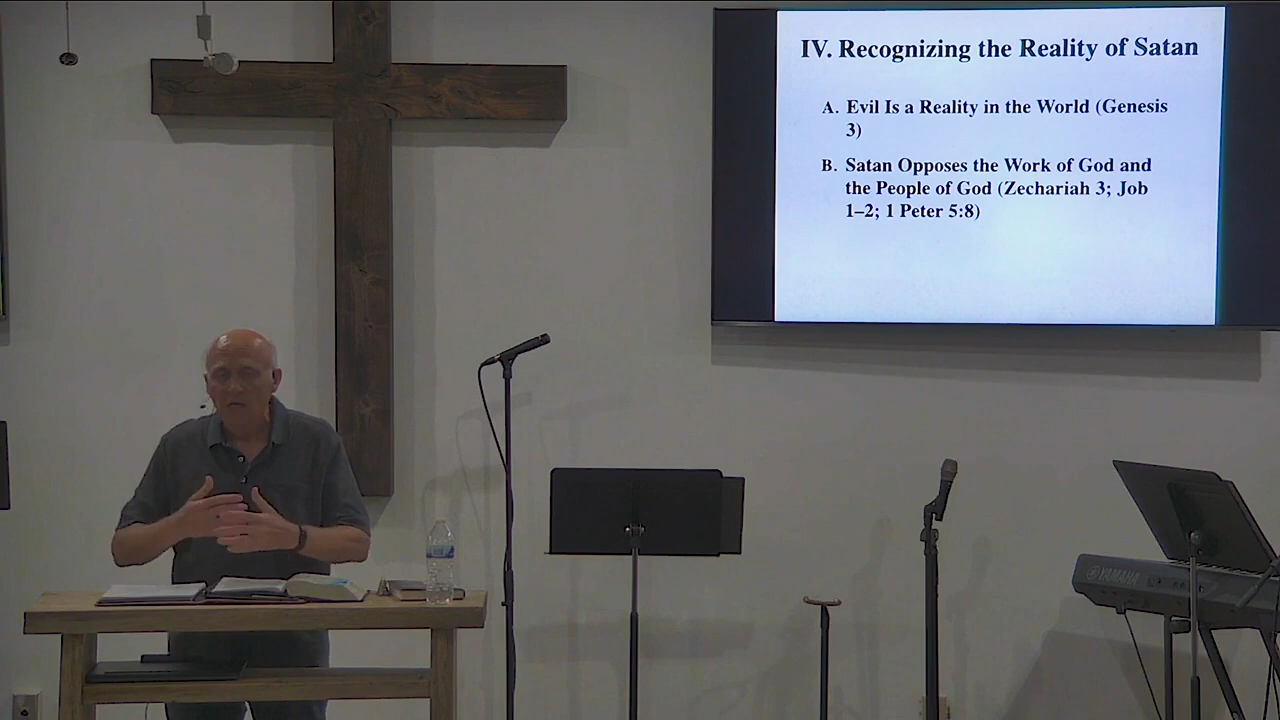 IV. Recognizing the Reality of Satan
A. Evil Is a Reality in the World (Genesis
3)
B. Satan Opposes the Work of God and
the People of God (Zechariah 3; Job
1–2; 1 Peter 5:8)
YAMAHA